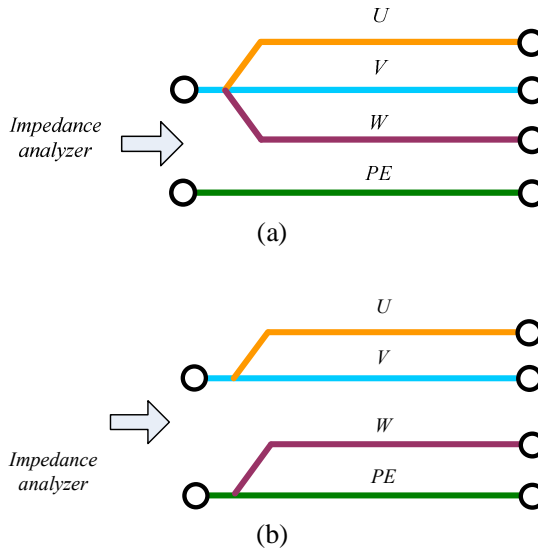 U
V
Impedance
analyzer
W
PE
(a)
U
V
W
Impedance
analyzer
PE
(b)